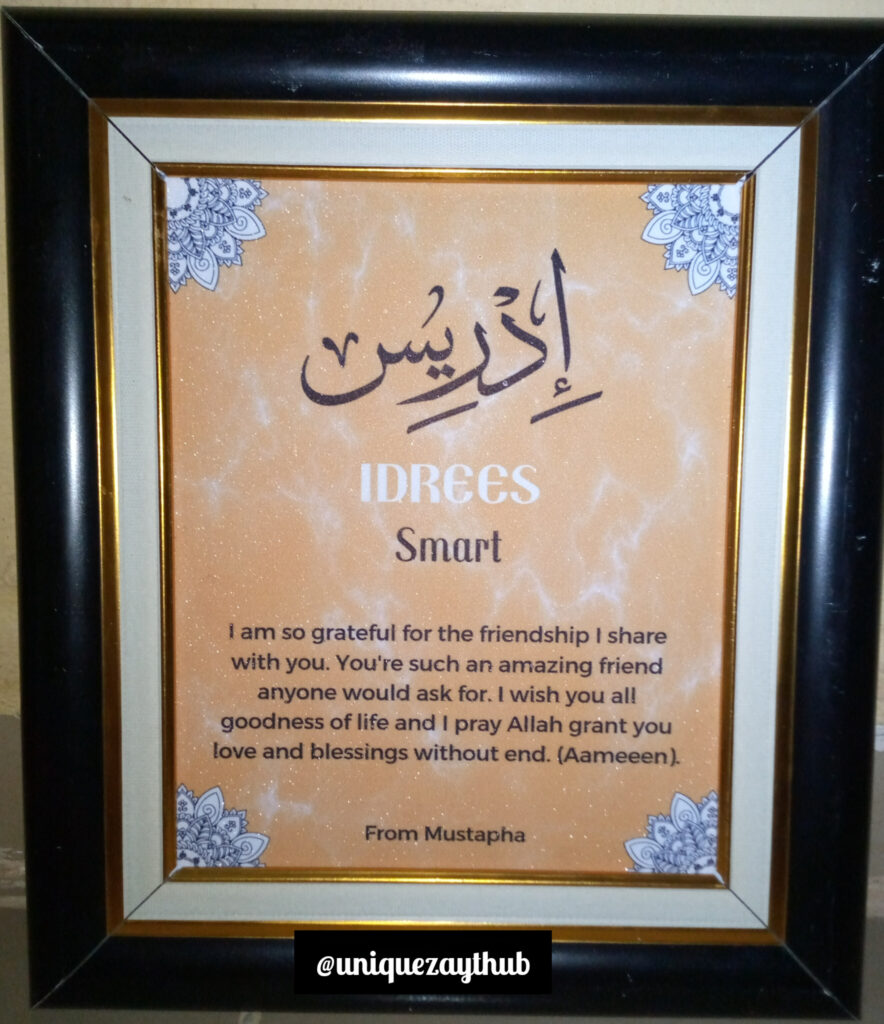 إِدْرِيُس
IDREES
Smart
I am so grateful for the friendship I share
with you. You're such an amazing friend
anyone would ask for. I wish you all
goodness of life and I pray Allah grant you
love and blessings without end. (Aameeen).
From Mustapha
@uniquezaythub